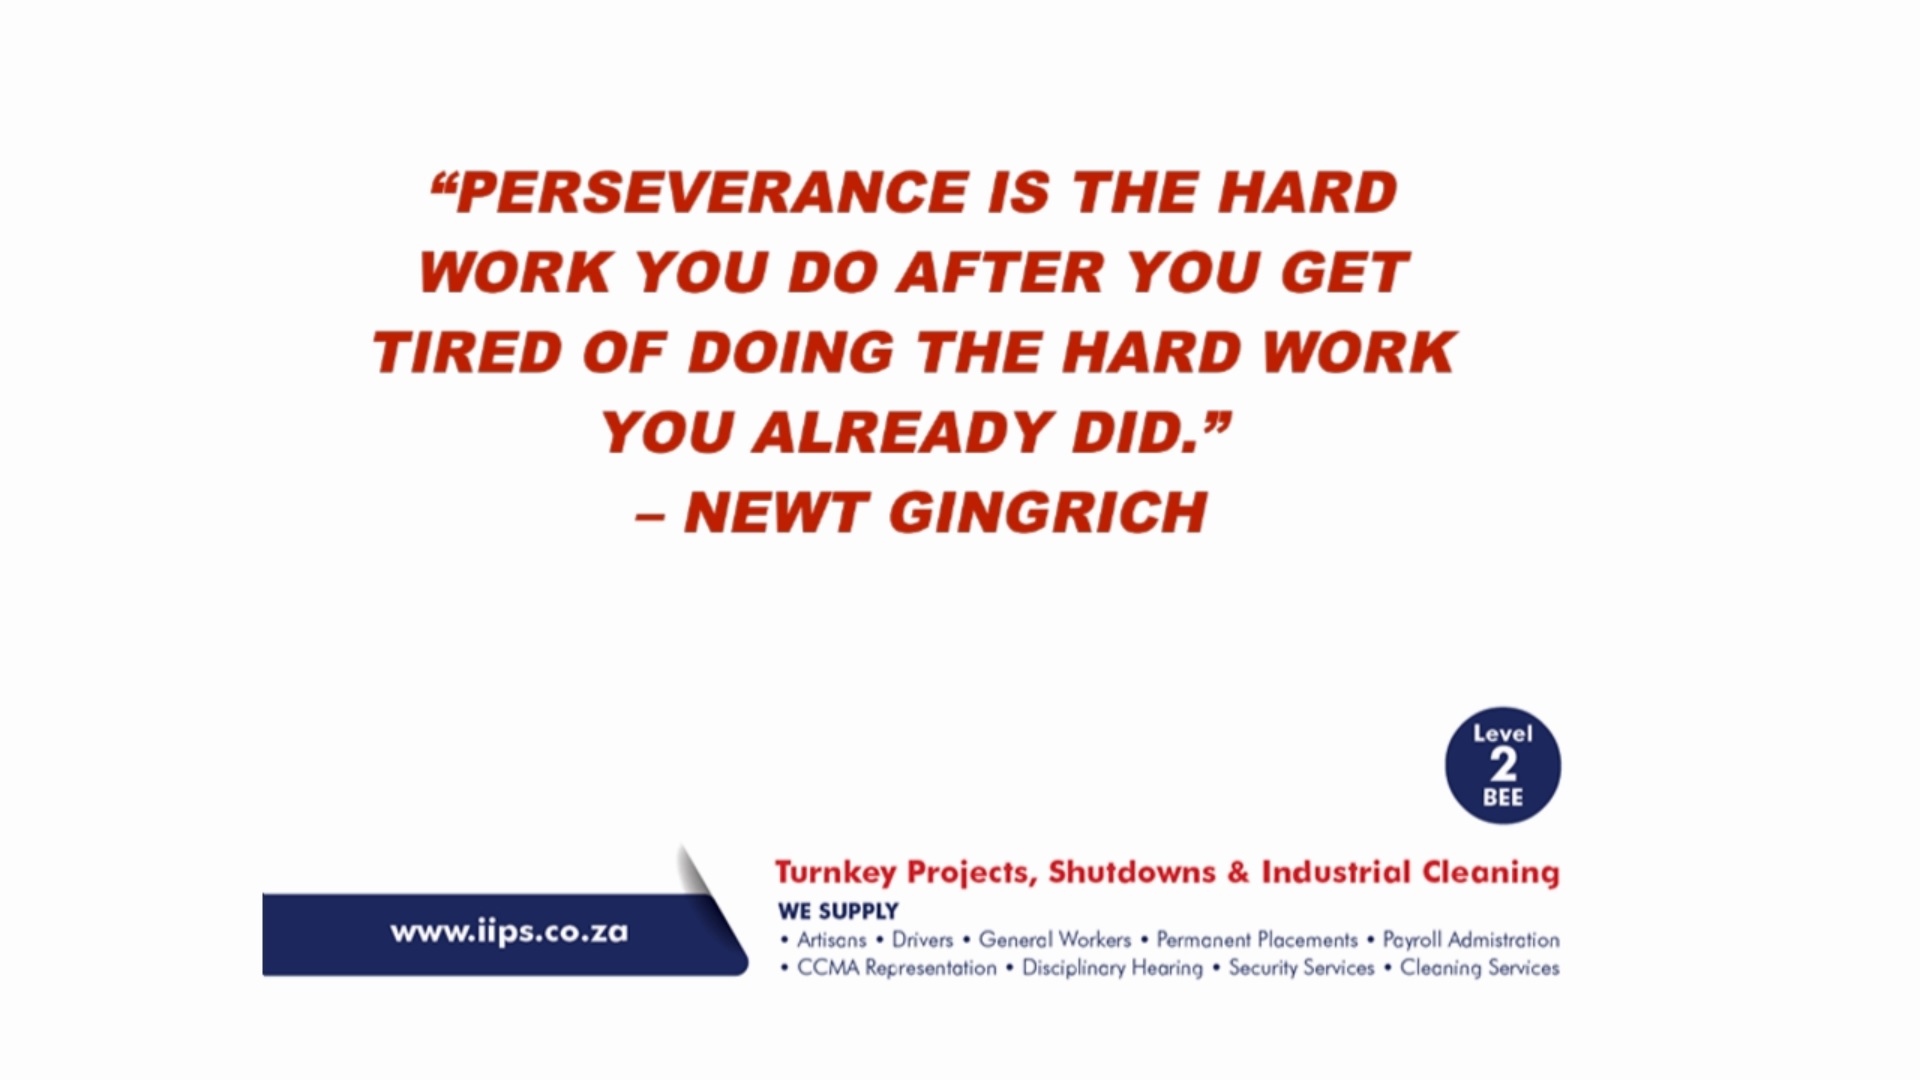 “PERSEVERANCE IS THE HARD
WORK YOU DO AFTER YOU GET
TIRED OF DOING THE HARD WORK
YOU ALREADY DID.”
– NEWT GINGRICH
Level
2
BEE
www.iips.co.za
Turnkey Projects, Shutdowns & Industrial Cleaning
WE SUPPLY
• Artisans • Drivers • General Workers • Permanent Placements • Payroll Admistration
• CCMA Representation • Disciplinary Hearing • Security Services • Cleaning Services